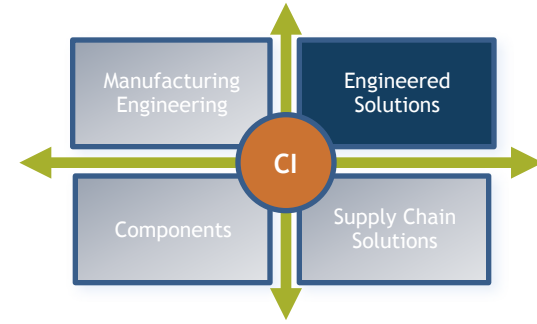 Manufacturing
Engineering
Engineered
Solutions
CI
Components
Supply Chain
Solutions